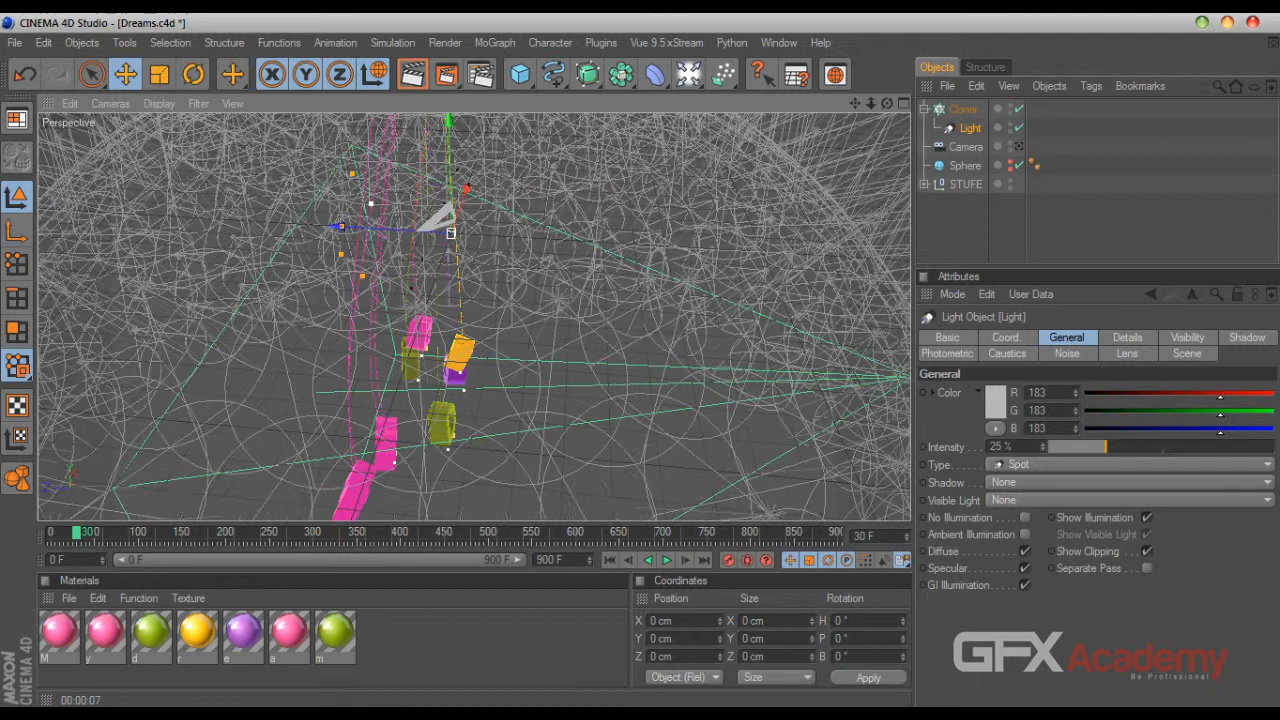 CINEMA 4D Studio - [Dreams.c4d *]
File Edit Objects Tools Selection Structure Functions Animation Simulation Render MoGraph Character Plugins Vue 9.5 xStream Python Window Help
Objects Structure
File Edit View Objects Tags Bookmarks
Edit Cameras Display Filter View
Perspective
Cloner
Light
Camera
Sphere
STUFE
Attributes
Mode Edit User Data
Light Object [Light]
Basic Coord. General Details Visibility Shadow
Photometric Caustics Noise Lens Scene
General
Color R 183
G 183
B 183
Intensity 25 %
Type Spot
Shadow None
Visible Light None
No Illumination Show Illumination
Ambient Illumination Show Visible Light
Diffuse Show Clipping
Specular Separate Pass
GI Illumination
0 300 100 150 200 250 300 350 400 450 500 550 600 650 700 750 800 850 900 30 F
0 F 0 F 900 F 900 F
Materials
File Edit Function Texture
M y d r e a m
Coordinates
Position Size Rotation
X 0 cm X 0 cm H 0 °
Y 0 cm Y 0 cm P 0 °
Z 0 cm Z 0 cm B 0 °
Object (Rel) Size Apply
GFX Academy
Be Profissional
MAXON
CINEMA 4D
00:00:07